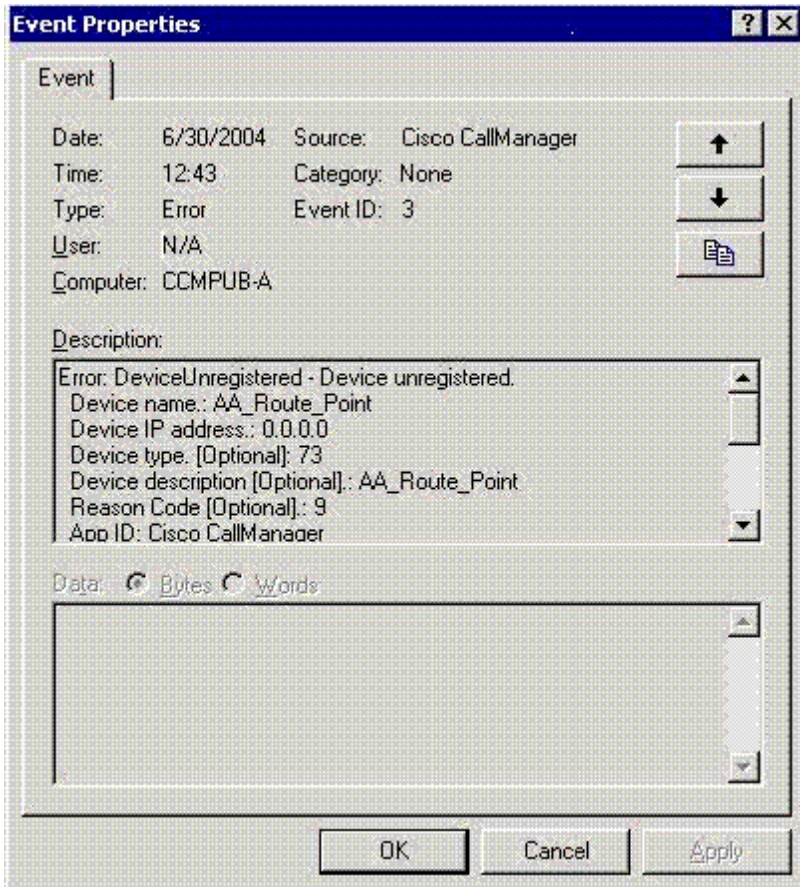 Event Properties
Event
Date: 6/30/2004 Source: Cisco CallManager
Time: 12:43 Category: None
Type: Error Event ID: 3
User: N/A
Computer: CCMPUB-A
Description:
Error: DeviceUnregistered - Device unregistered.
Device name.: AA_Route_Point
Device IP address.: 0.0.0.0
Device type. [Optional]: 73
Device description [Optional].: AA_Route_Point
Reason Code [Optional].: 9
App ID: Cisco CallManager
Data: Bytes Words
OK Cancel Apply